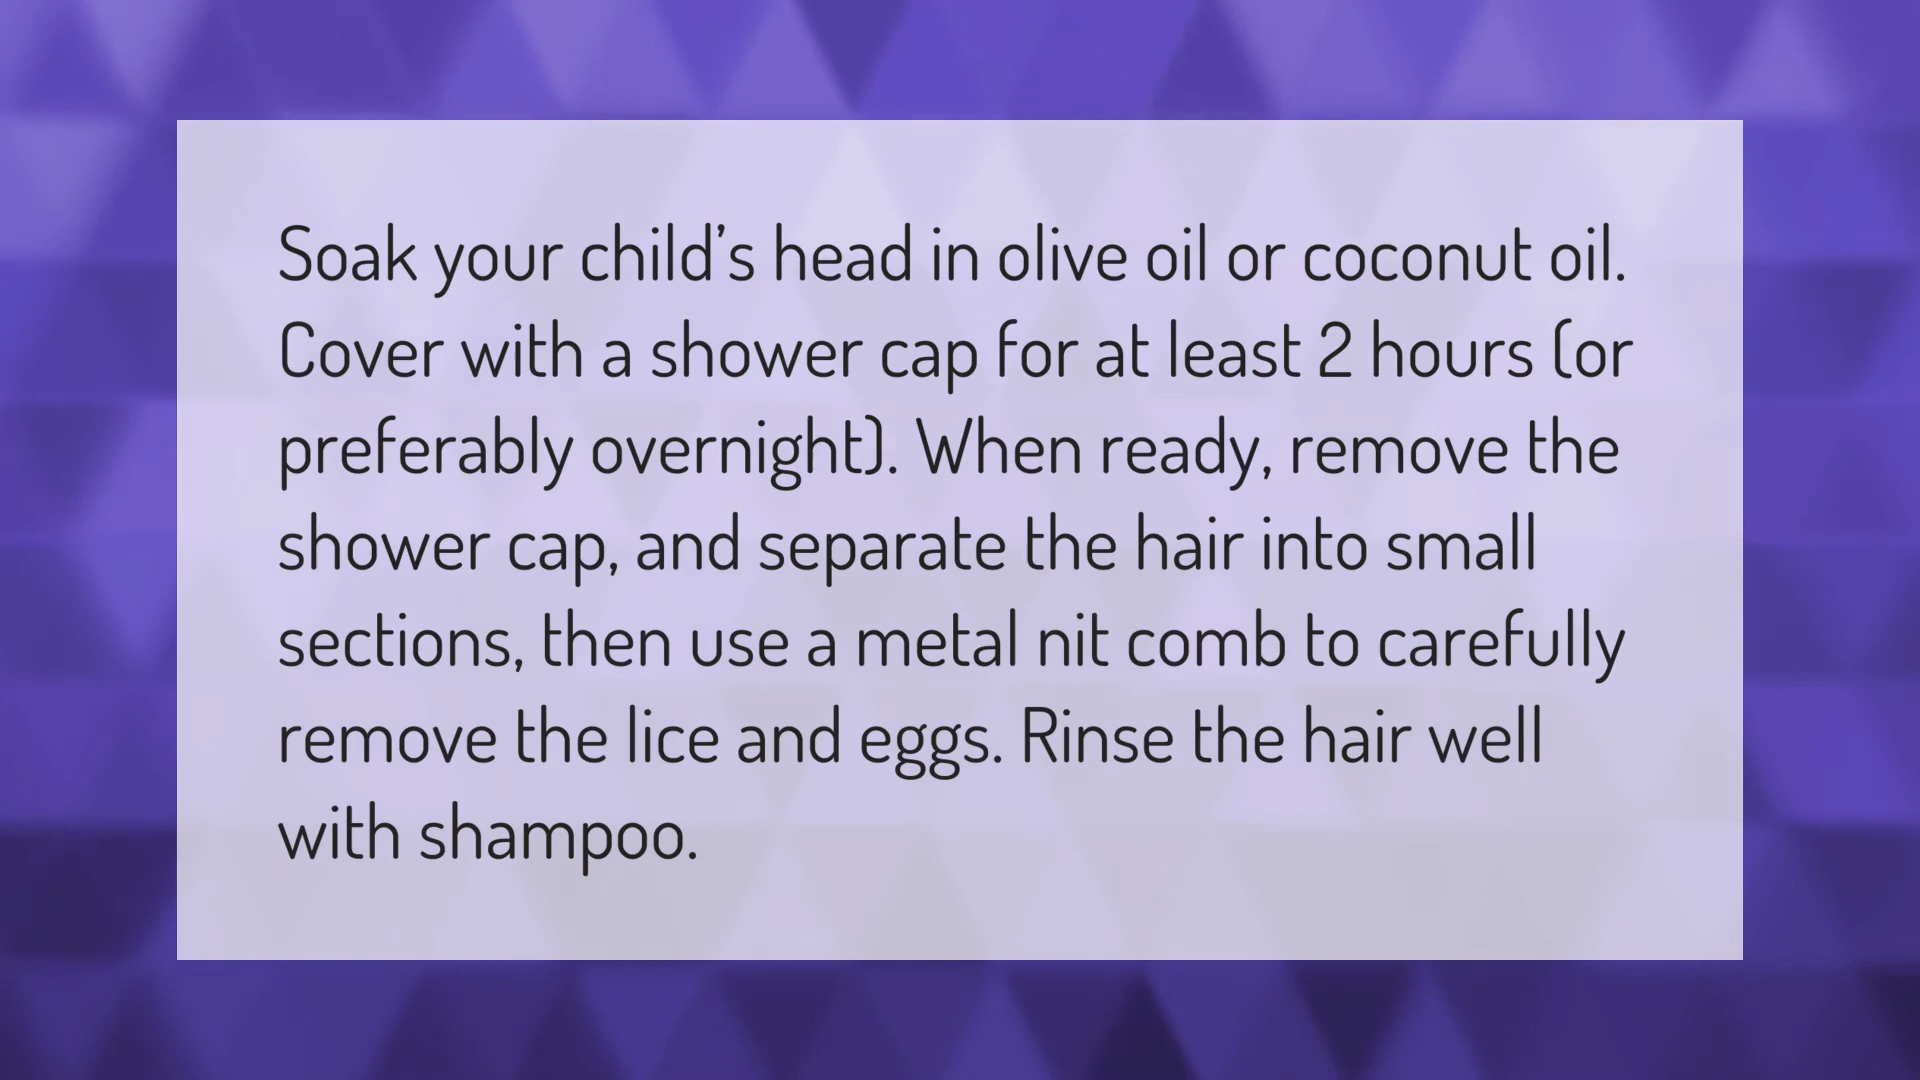 Soak your child’s head in olive oil or coconut oil.
Cover with a shower cap for at least 2 hours (or
preferably overnight). When ready, remove the
shower cap, and separate the hair into small
sections, then use a metal nit comb to carefully
remove the lice and eggs. Rinse the hair well
with shampoo.